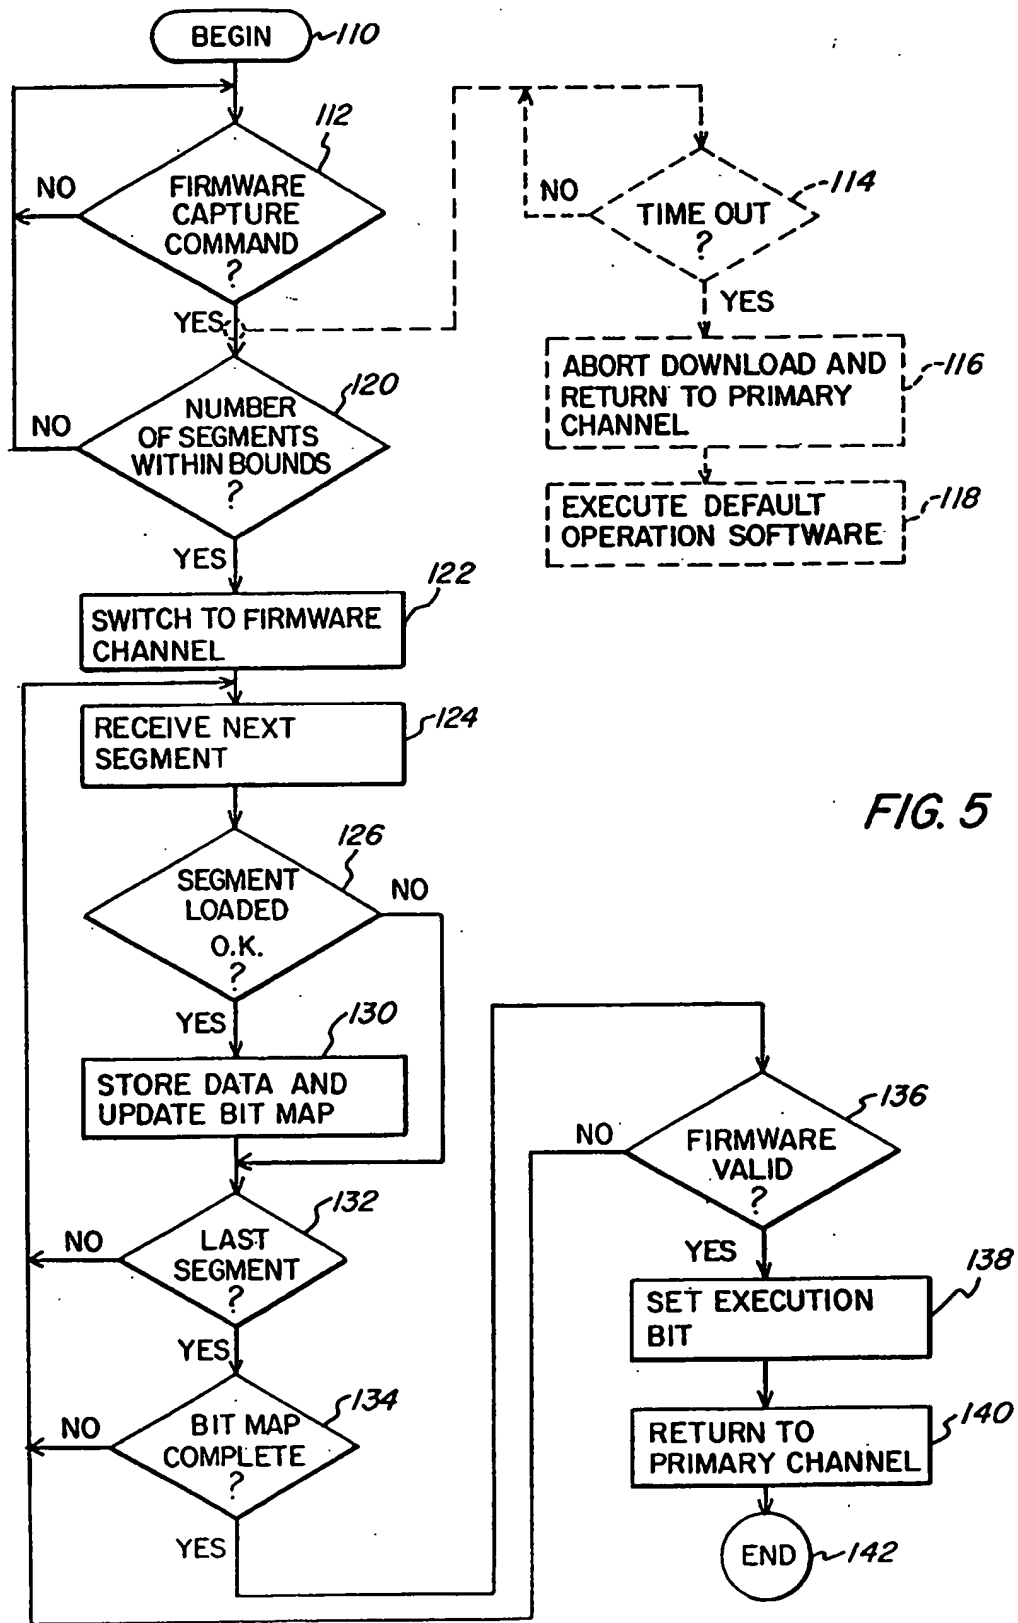 BEGIN
110
112
FIRMWARE
CAPTURE
COMMAND
?
NO
YES
114
TIME OUT
?
NO
YES
ABORT DOWNLOAD AND
RETURN TO PRIMARY
CHANNEL
116
EXECUTE DEFAULT
OPERATION SOFTWARE
118
120
NUMBER
OF SEGMENTS
WITHIN BOUNDS
?
NO
YES
122
SWITCH TO FIRMWARE
CHANNEL
RECEIVE NEXT
SEGMENT
124
FIG. 5
126
SEGMENT
LOADED
O.K.
?
NO
YES
130
STORE DATA AND
UPDATE BIT MAP
132
LAST
SEGMENT
?
NO
YES
134
BIT MAP
COMPLETE
?
NO
YES
136
FIRMWARE
VALID
?
NO
YES
138
SET EXECUTION
BIT
140
RETURN TO
PRIMARY CHANNEL
END
142